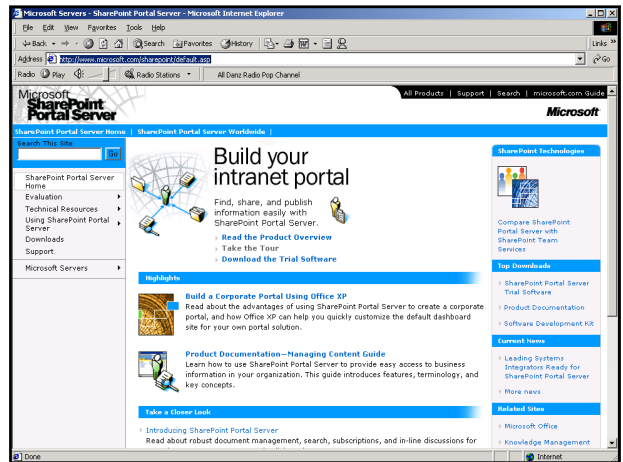 Microsoft Servers - SharePoint Portal Server - Microsoft Internet Explorer
File Edit View Favorites Tools Help
Back Search Favorites History Links »
Address http://www.microsoft.com/sharepoint/default.asp Go
Radio Play Radio Stations All Danz Radio Pop Channel
All Products | Support | Search | microsoft.com Guide
Microsoft
SharePoint
Portal Server
Microsoft
SharePoint Portal Server Home | SharePoint Portal Server Worldwide |
Search This Site
Go
SharePoint Portal Server
Home
Evaluation
Technical Resources
Using SharePoint Portal
Server
Downloads
Support
Microsoft Servers
Build your
intranet portal
Find, share, and publish
information easily with
SharePoint Portal Server.
Read the Product Overview
Take the Tour
Download the Trial Software
Highlights
Build a Corporate Portal Using Office XP
Read about the advantages of using SharePoint Portal Server to create a corporate
portal, and how Office XP can help you quickly customize the default dashboard
site for your own portal solution.
Product Documentation—Managing Content Guide
Learn how to use SharePoint Portal Server to provide easy access to business
information in your organization. This guide introduces features, terminology, and
key concepts.
Take a Closer Look
Introducing SharePoint Portal Server
Read about robust document management, search, subscriptions, and in-line discussions for
SharePoint Technologies
Compare SharePoint
Portal Server with
SharePoint Team
Services
Top Downloads
SharePoint Portal Server
Trial Software
Product Documentation
Software Development Kit
Current News
Leading Systems
Integrators Ready for
SharePoint Portal Server
More news
Related Sites
Microsoft Office
Knowledge Management
Done
Internet